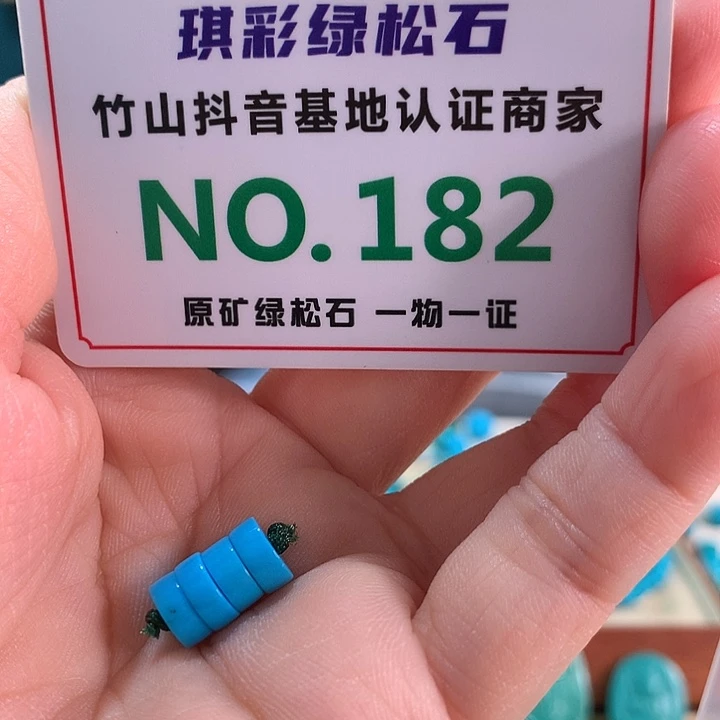 琪彩绿松石
竹山抖音基地认证商家
NO.182
原矿绿松石 一物一证